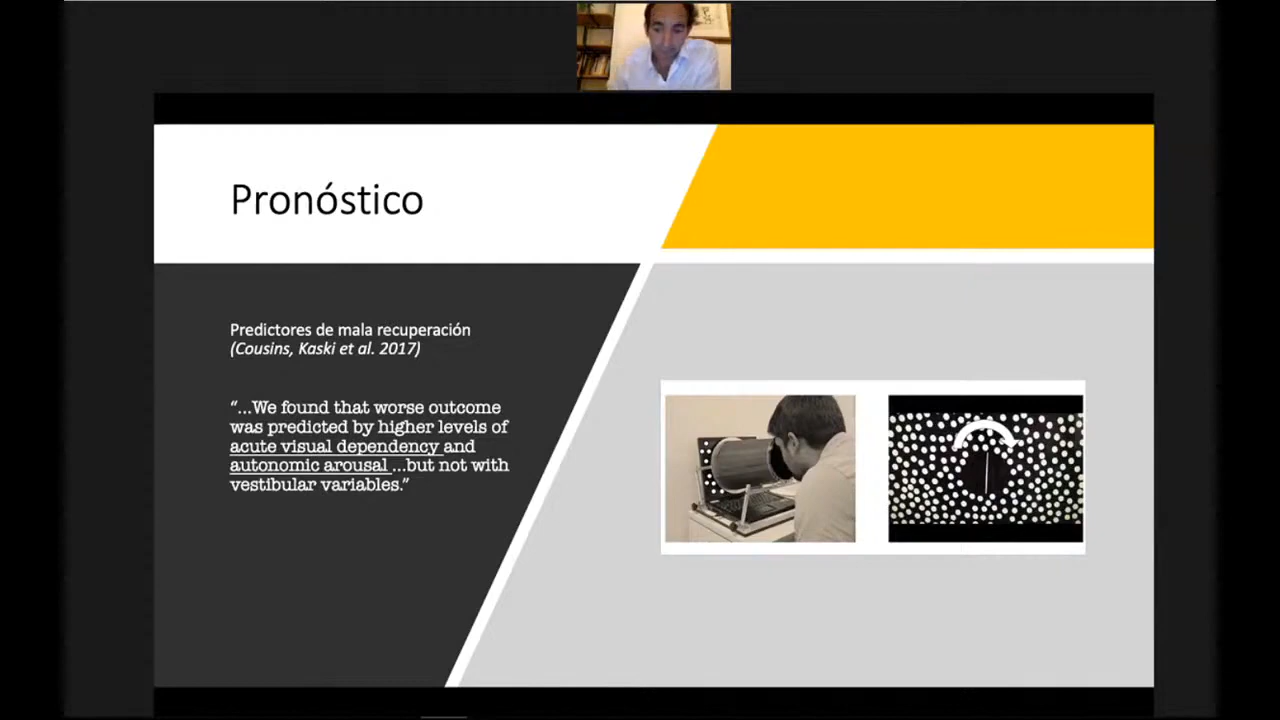 Pronóstico
Predictores de mala recuperación
(Cousins, Kaski et al. 2017)
“...We found that worse outcome
was predicted by higher levels of
acute visual dependency and
autonomic arousal ...but not with
vestibular variables.”